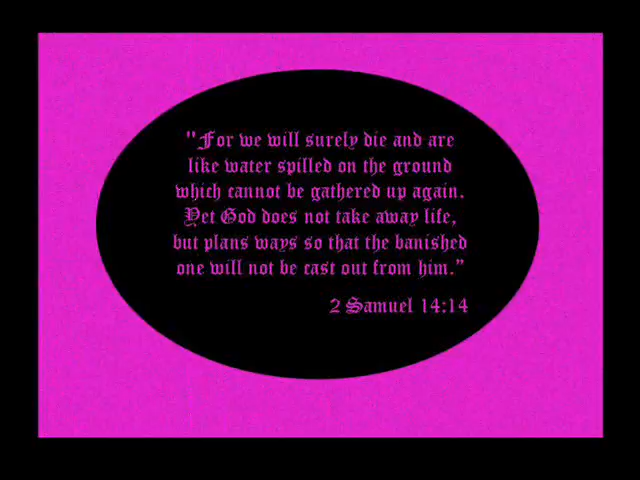 "For we will surely die and are
like water spilled on the ground
which cannot be gathered up again.
Yet God does not take away life,
but plans ways so that the banished
one will not be cast out from him."
2 Samuel 14:14